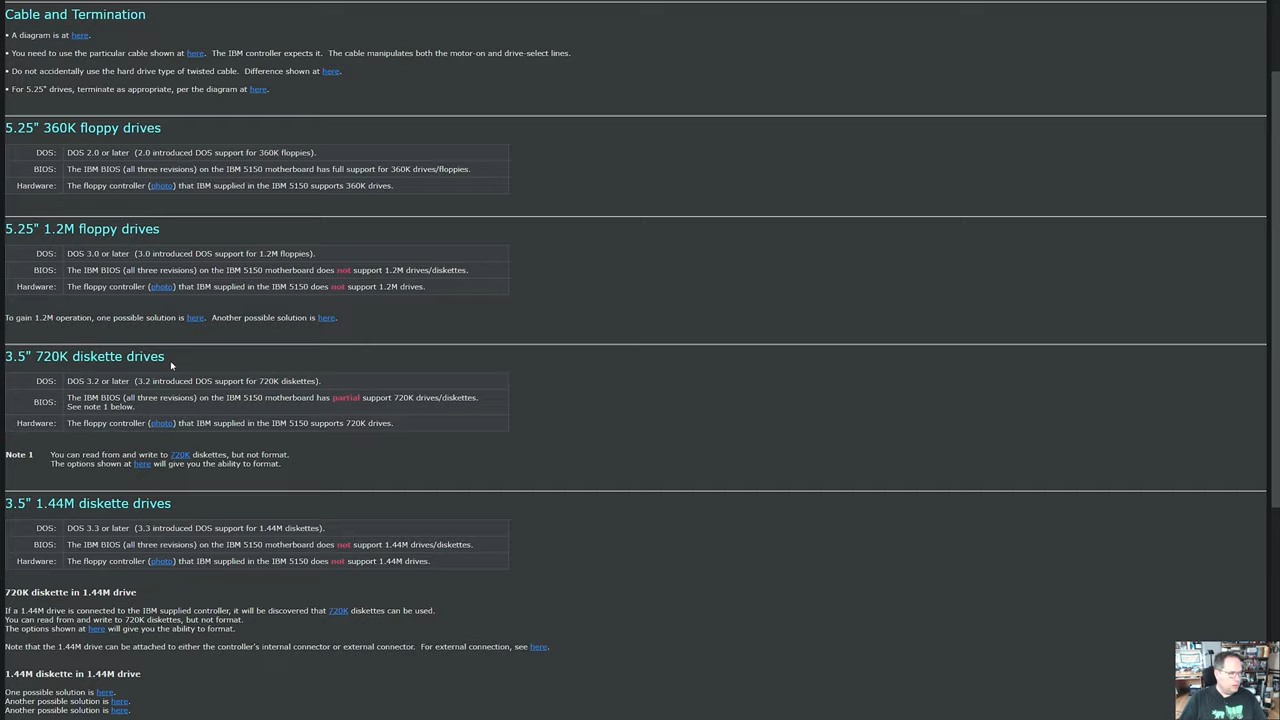 Cable and Termination
• A diagram is at here.
• You need to use the particular cable shown at here.  The IBM controller expects it.  The cable manipulates both the motor-on and drive-select lines.
• Do not accidentally use the hard drive type of twisted cable.  Difference shown at here.
• For 5.25" drives, terminate as appropriate, per the diagram at here.
5.25" 360K floppy drives
DOS: DOS 2.0 or later  (2.0 introduced DOS support for 360K floppies).
BIOS: The IBM BIOS (all three revisions) on the IBM 5150 motherboard has full support for 360K drives/floppies.
Hardware: The floppy controller (photo) that IBM supplied in the IBM 5150 supports 360K drives.
5.25" 1.2M floppy drives
DOS: DOS 3.0 or later  (3.0 introduced DOS support for 1.2M floppies).
BIOS: The IBM BIOS (all three revisions) on the IBM 5150 motherboard does not support 1.2M drives/diskettes.
Hardware: The floppy controller (photo) that IBM supplied in the IBM 5150 does not support 1.2M drives.
To gain 1.2M operation, one possible solution is here.  Another possible solution is here.
3.5" 720K diskette drives
DOS: DOS 3.2 or later  (3.2 introduced DOS support for 720K diskettes).
BIOS: The IBM BIOS (all three revisions) on the IBM 5150 motherboard has partial support 720K drives/diskettes.
See note 1 below.
Hardware: The floppy controller (photo) that IBM supplied in the IBM 5150 supports 720K drives.
Note 1 You can read from and write to 720K diskettes, but not format.
The options shown at here will give you the ability to format.
3.5" 1.44M diskette drives
DOS: DOS 3.3 or later  (3.3 introduced DOS support for 1.44M diskettes).
BIOS: The IBM BIOS (all three revisions) on the IBM 5150 motherboard does not support 1.44M drives/diskettes.
Hardware: The floppy controller (photo) that IBM supplied in the IBM 5150 does not support 1.44M drives.
720K diskette in 1.44M drive
If a 1.44M drive is connected to the IBM supplied controller, it will be discovered that 720K diskettes can be used.
You can read from and write to 720K diskettes, but not format.
The options shown at here will give you the ability to format.
Note that the 1.44M drive can be attached to either the controller's internal connector or external connector.  For external connection, see here.
1.44M diskette in 1.44M drive
One possible solution is here.
Another possible solution is here.
Another possible solution is here.